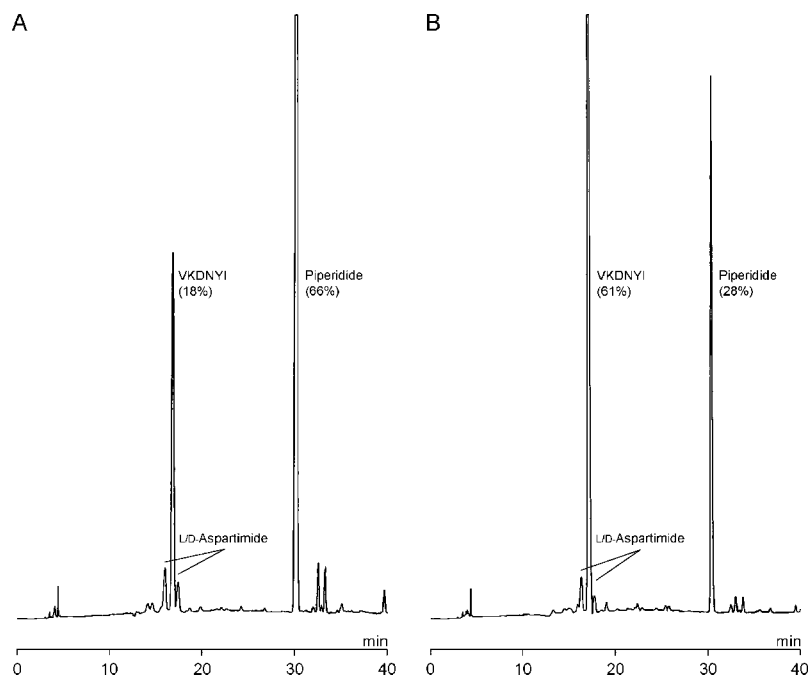 A
VKDNYI
(18%)
Piperidide
(66%)
L/D-Aspartimide
min
0 10 20 30 40
B
VKDNYI
(61%)
Piperidide
(28%)
L/D-Aspartimide
min
0 10 20 30 40